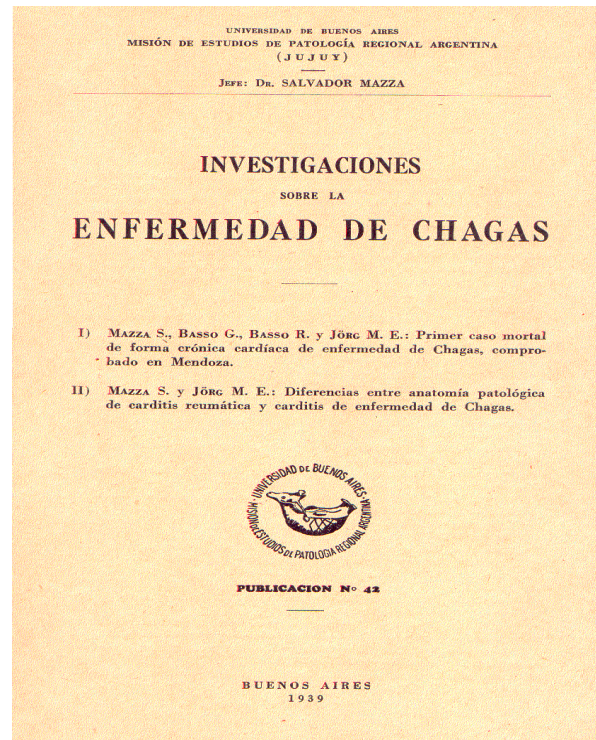 UNIVERSIDAD DE BUENOS AIRES
MISIÓN DE ESTUDIOS DE PATOLOGÍA REGIONAL ARGENTINA
(JUJUY)
JEFE: DR. SALVADOR MAZZA
INVESTIGACIONES
SOBRE LA
ENFERMEDAD DE CHAGAS
I) MAZZA S., BASSO G., BASSO R. y JÖRG M. E.: Primer caso mortal
de forma crónica cardíaca de enfermedad de Chagas, compro-
bado en Mendoza.
II) MAZZA S. y JÖRG M. E.: Diferencias entre anatomía patológica
de carditis reumática y carditis de enfermedad de Chagas.
UNIVERSIDAD DE BUENOS AIRES
MISION DE ESTUDIOS DE PATOLOGIA REGIONAL ARGENTINA
PUBLICACION Nº 42
BUENOS AIRES
1939